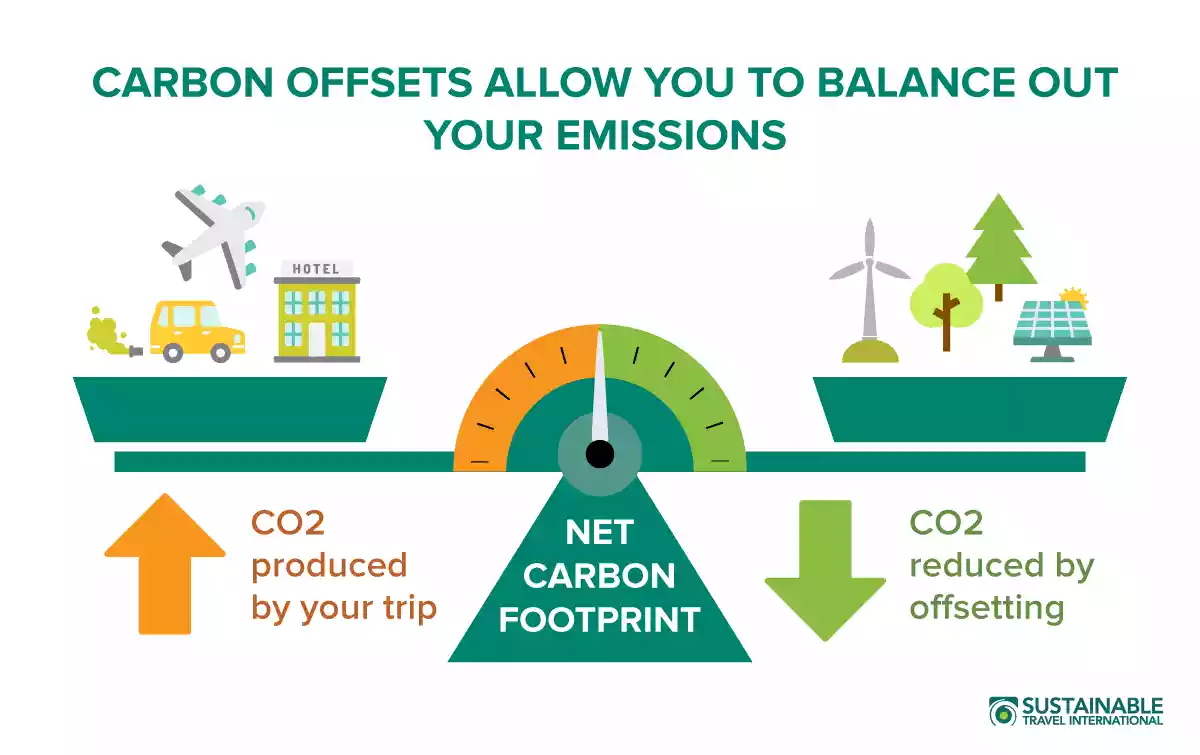 CARBON OFFSETS ALLOW YOU TO BALANCE OUT
YOUR EMISSIONS
HOTEL
CO2
produced
by your trip
NET
CARBON
FOOTPRINT
CO2
reduced by
offsetting
SUSTAINABLE
TRAVEL INTERNATIONAL